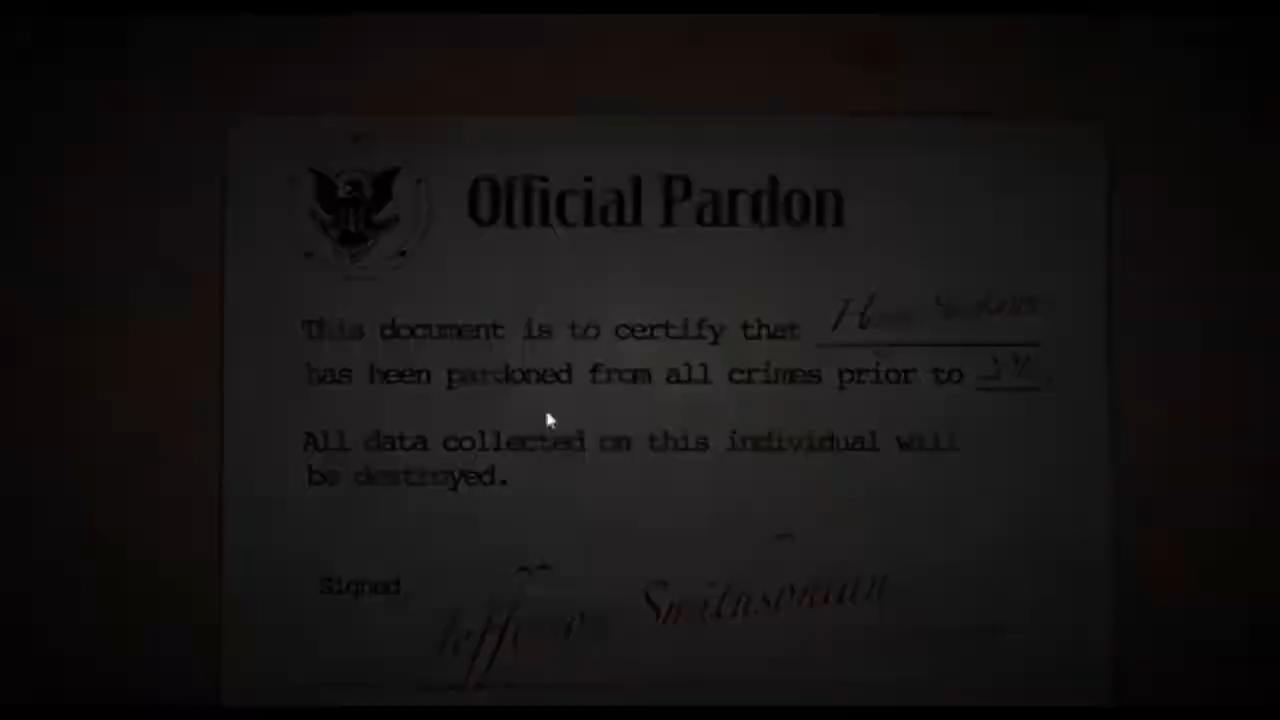 Official Pardon
This document is to certify that
has been pardoned from all crimes prior to
All data collected on this individual will
be destroyed.
Signed
Smithsonian